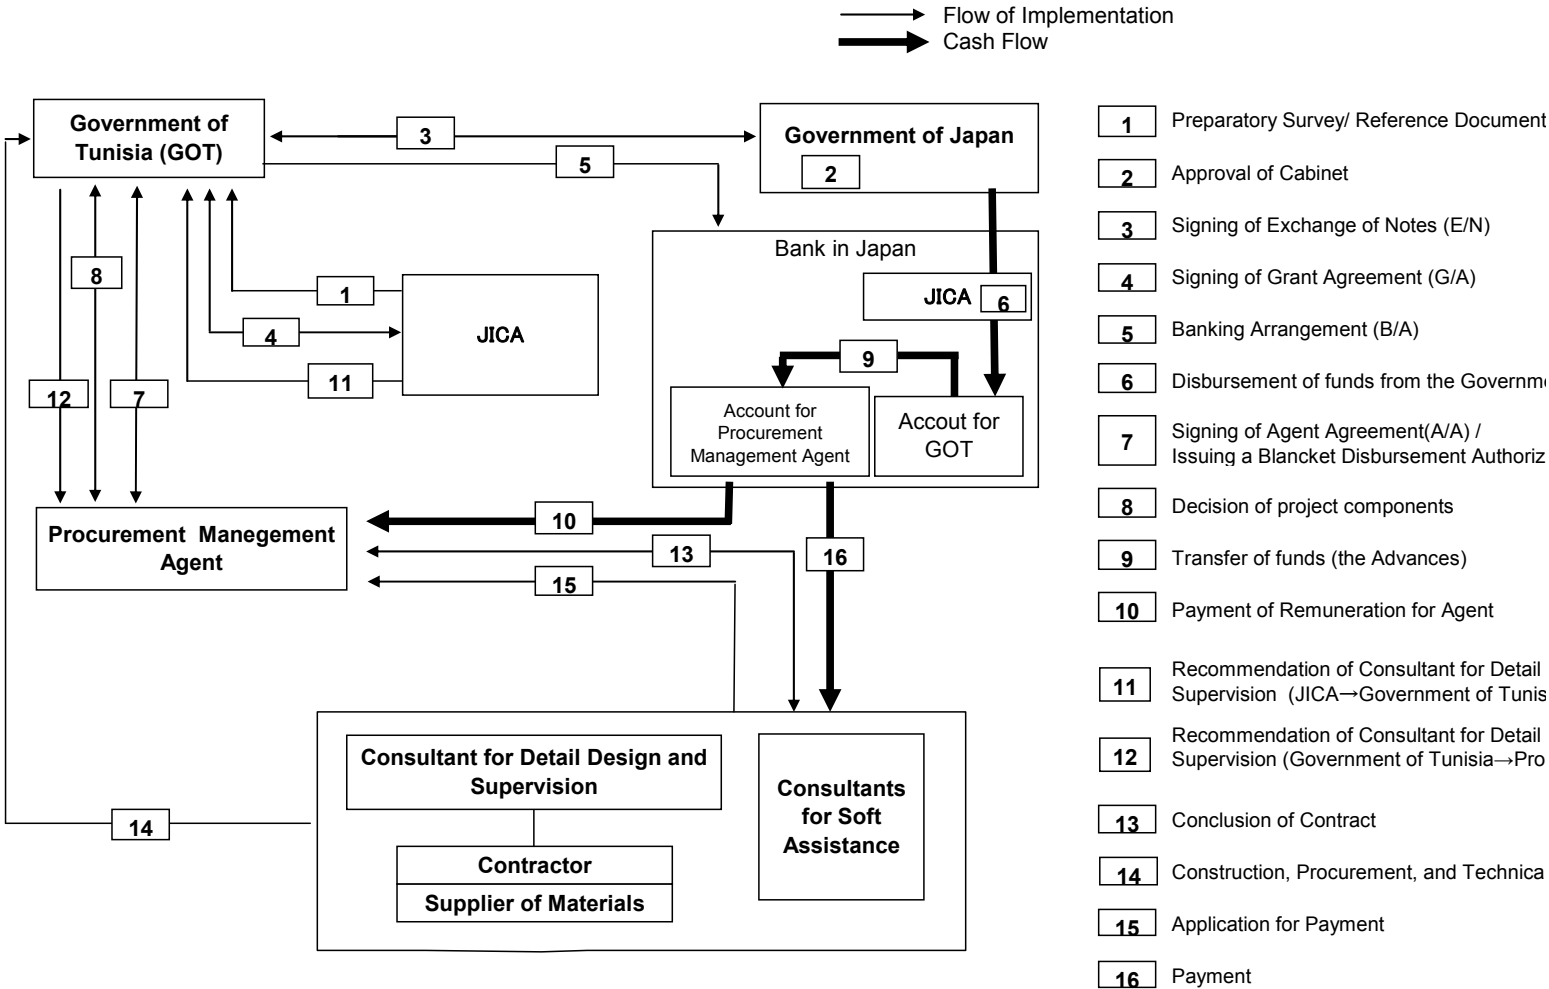 Flow of Implementation
Cash Flow
Government of
Tunisia (GOT)
3
5
Government of Japan
2
Bank in Japan
JICA
6
9
Account for
Procurement
Management Agent
Accout for
GOT
8
1
4
11
JICA
12
7
Procurement Manegement
Agent
10
13
15
16
Consultant for Detail Design and
Supervision
Contractor
Supplier of Materials
Consultants
for Soft
Assistance
14
1 Preparatory Survey/ Reference Document
2 Approval of Cabinet
3 Signing of Exchange of Notes (E/N)
4 Signing of Grant Agreement (G/A)
5 Banking Arrangement (B/A)
6 Disbursement of funds from the Governme
7 Signing of Agent Agreement(A/A) /
Issuing a Blancket Disbursement Authoriz
8 Decision of project components
9 Transfer of funds (the Advances)
10 Payment of Remuneration for Agent
11 Recommendation of Consultant for Detail
Supervision (JICA→Government of Tunis
12 Recommendation of Consultant for Detail
Supervision (Government of Tunisia→Pro
13 Conclusion of Contract
14 Construction, Procurement, and Technica
15 Application for Payment
16 Payment